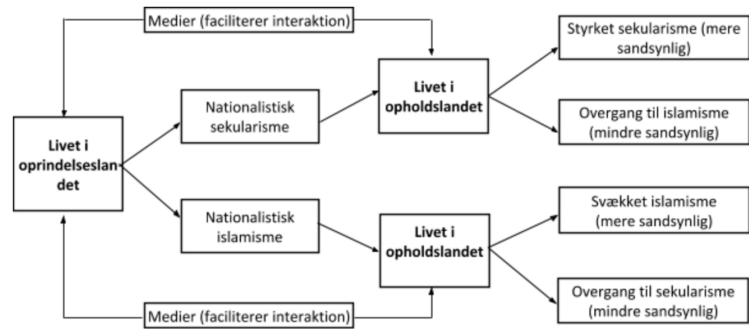 Medier (faciliterer interaktion)
Styrket sekularisme (mere
sandsynlig)
Livet i
opholdslandet
Nationalistisk
sekularisme
Overgang til islamisme
(mindre sandsynlig)
Livet i
oprindelseslan
det
Svækket islamisme
(mere sandsynlig)
Nationalistisk
islamisme
Livet i
opholdslandet
Overgang til sekularisme
(mindre sandsynlig)
Medier (faciliterer interaktion)